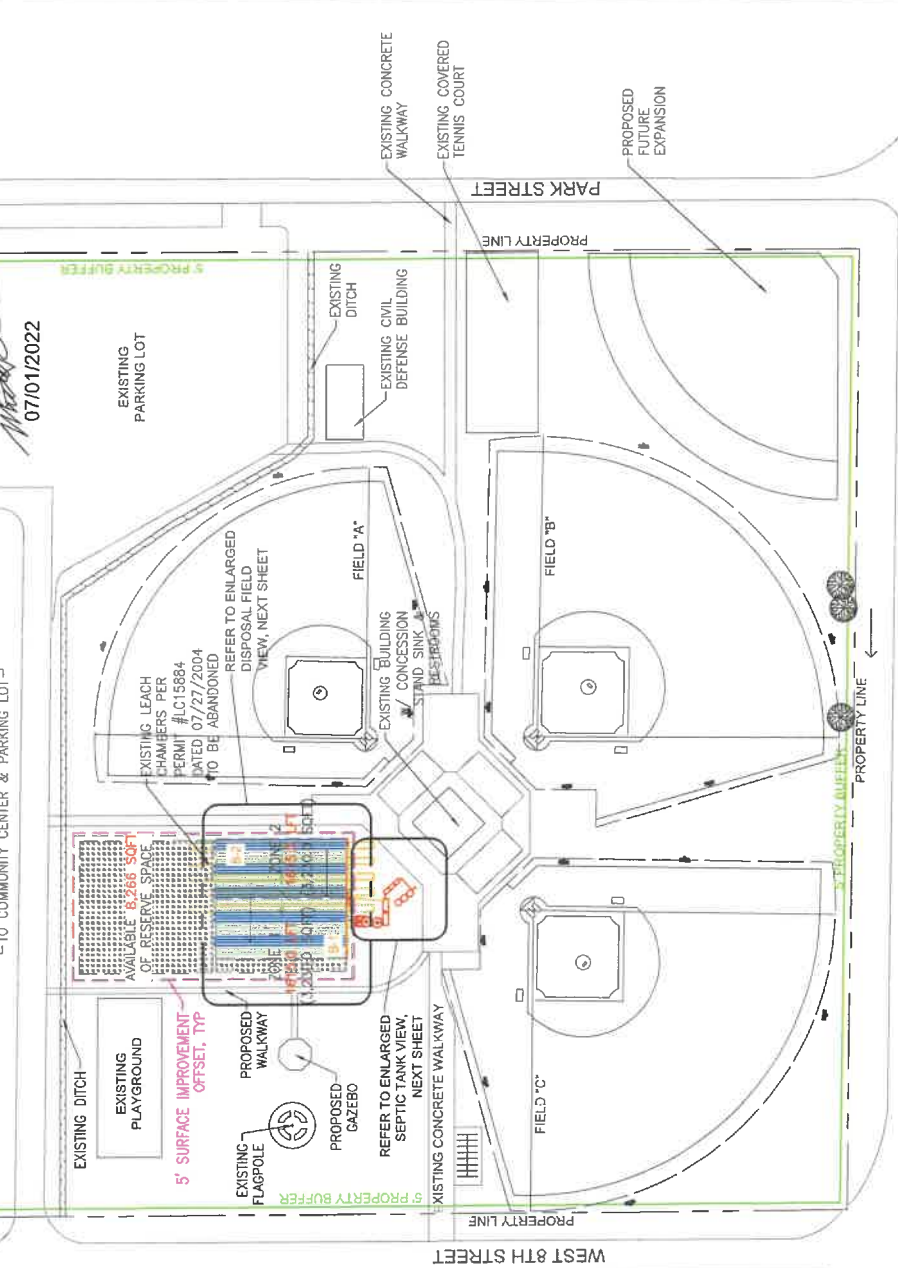 TO COMMUNITY CENTER & PARKING LOT
07/01/2022
EXISTING
PARKING LOT
5' PROPERTY BUFFER
EXISTING
DITCH
EXISTING CIVIL
DEFENSE BUILDING
EXISTING CONCRETE
WALKWAY
EXISTING COVERED
TENNIS COURT
PROPERTY LINE
PARK STREET
PROPOSED
FUTURE
EXPANSION
EXISTING LEACH
CHAMBERS PER
PERMIT #LC15884
DATED 07/27/2004
TO BE ABANDONED
REFER TO ENLARGED
DISPOSAL FIELD
VIEW, NEXT SHEET
FIELD "A"
EXISTING BUILDING
W/ CONCESSION
STAND SINK &
RESTROOMS
FIELD "B"
AVAILABLE 8,266 SQFT
OF RESERVE SPACE
B-2
ZONE 2
B-1
ZONE
EXISTING DITCH
EXISTING
PLAYGROUND
5' SURFACE IMPROVEMENT
OFFSET, TYP
PROPOSED
WALKWAY
EXISTING
FLAGPOLE
PROPOSED
GAZEBO
REFER TO ENLARGED
SEPTIC TANK VIEW,
NEXT SHEET
EXISTING CONCRETE WALKWAY
FIELD "C"
5' PROPERTY BUFFER
PROPERTY LINE
5' PROPERTY BUFFER
PROPERTY LINE
WEST 8TH STREET